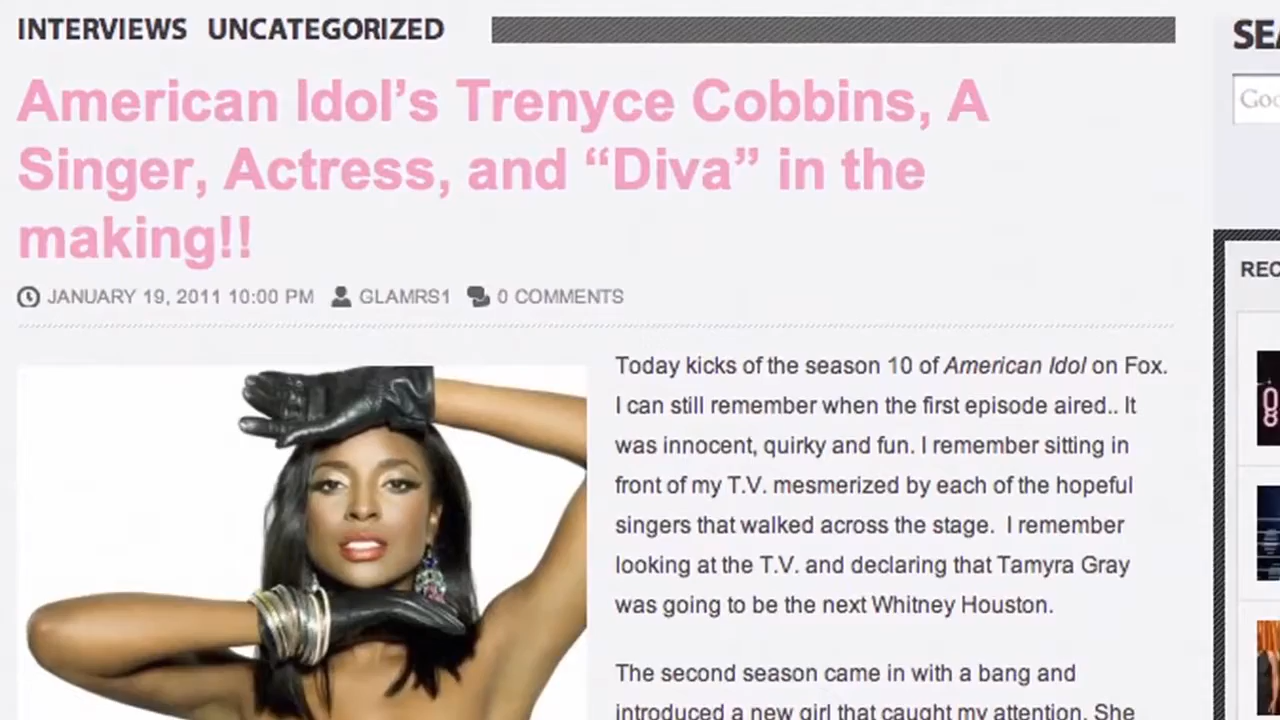 INTERVIEWS UNCATEGORIZED
American Idol’s Trenyce Cobbins, A
Singer, Actress, and “Diva” in the
making!!
JANUARY 19, 2011 10:00 PM GLAMRS1 0 COMMENTS
Today kicks of the season 10 of American Idol on Fox.
I can still remember when the first episode aired.. It
was innocent, quirky and fun. I remember sitting in
front of my T.V. mesmerized by each of the hopeful
singers that walked across the stage.  I remember
looking at the T.V. and declaring that Tamyra Gray
was going to be the next Whitney Houston.
The second season came in with a bang and
introduced a new girl that caught my attention. She